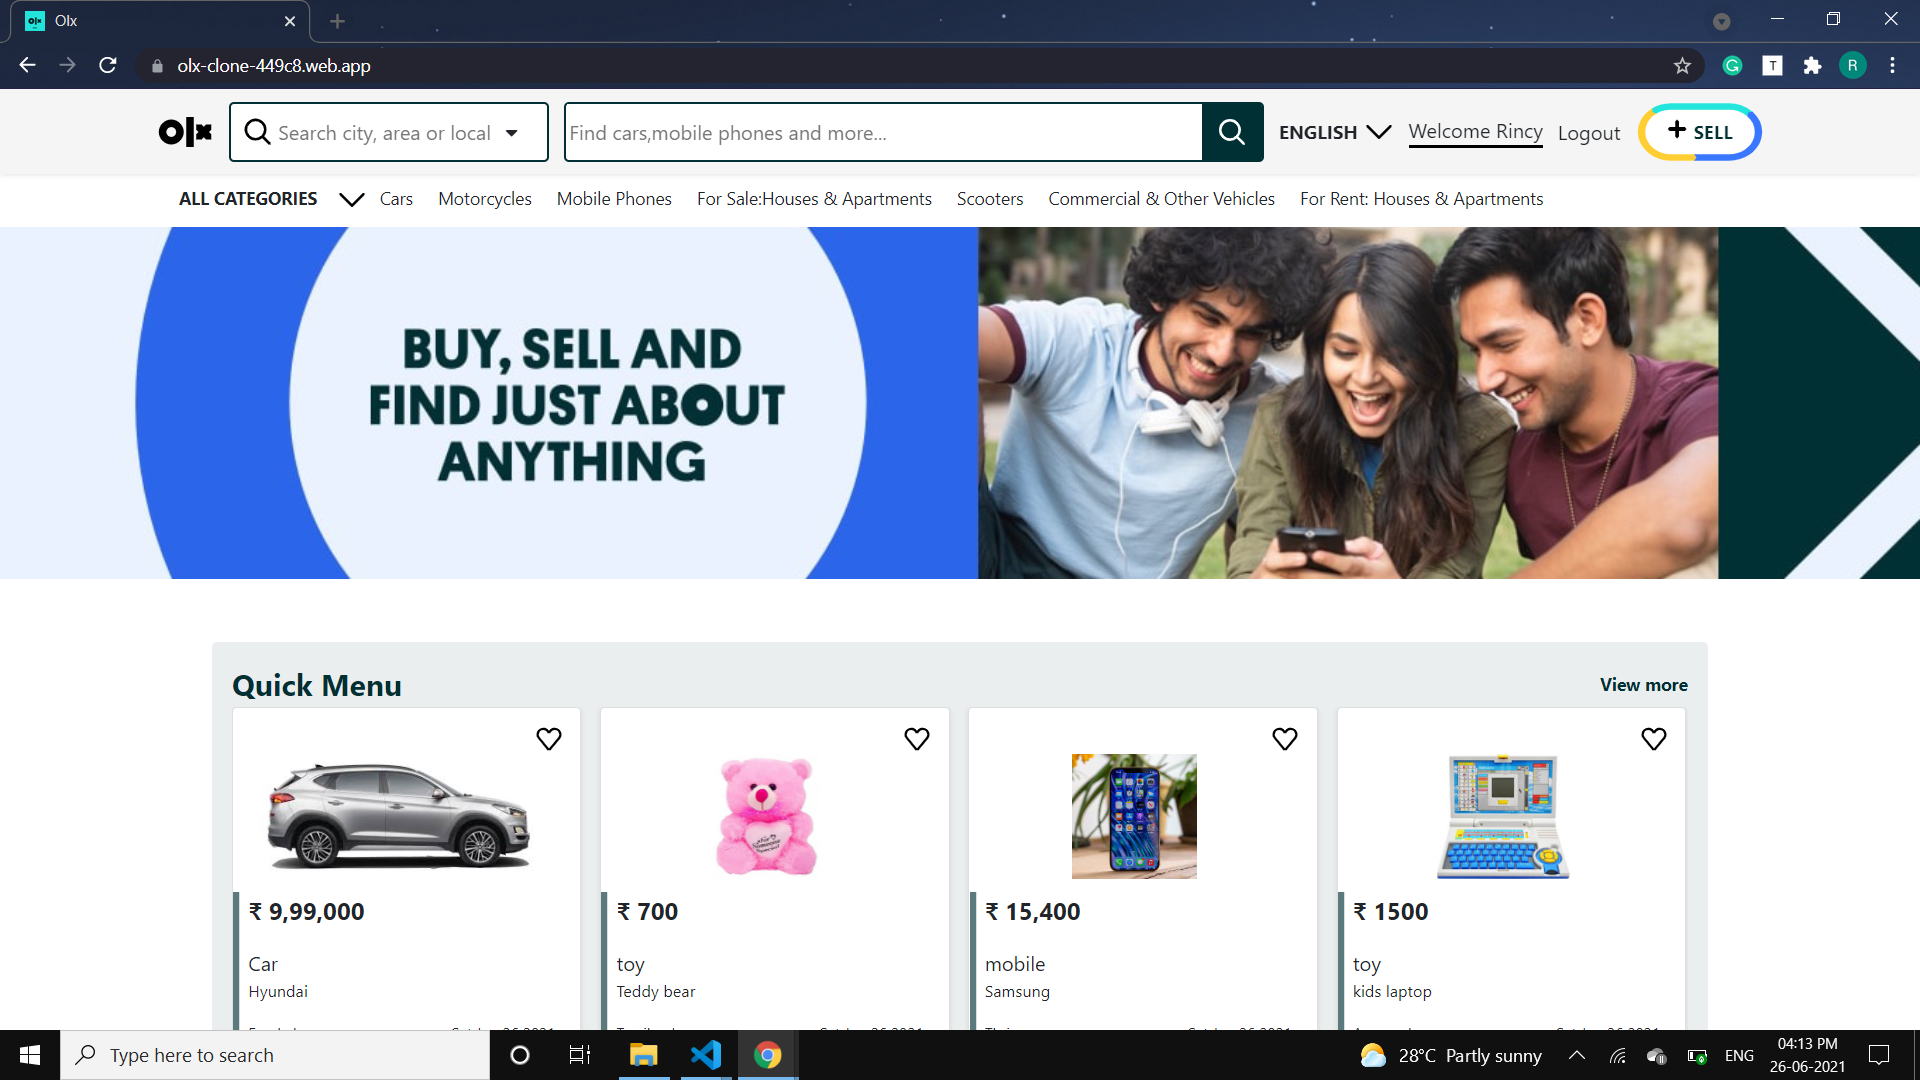 Olx
olx-clone-449c8.web.app
T
R
olx
Search city, area or local
Find cars,mobile phones and more...
ENGLISH
Welcome Rincy
Logout
SELL
ALL CATEGORIES
Cars
Motorcycles
Mobile Phones
For Sale:Houses & Apartments
Scooters
Commercial & Other Vehicles
For Rent: Houses & Apartments
BUY, SELL AND
FIND JUST ABOUT
ANYTHING
Quick Menu
View more
₹ 9,99,000
Car
Hyundai
₹ 700
toy
Teddy bear
₹ 15,400
mobile
Samsung
₹ 1500
toy
kids laptop
Type here to search
28°C Partly sunny
ENG
04:13 PM
26-06-2021